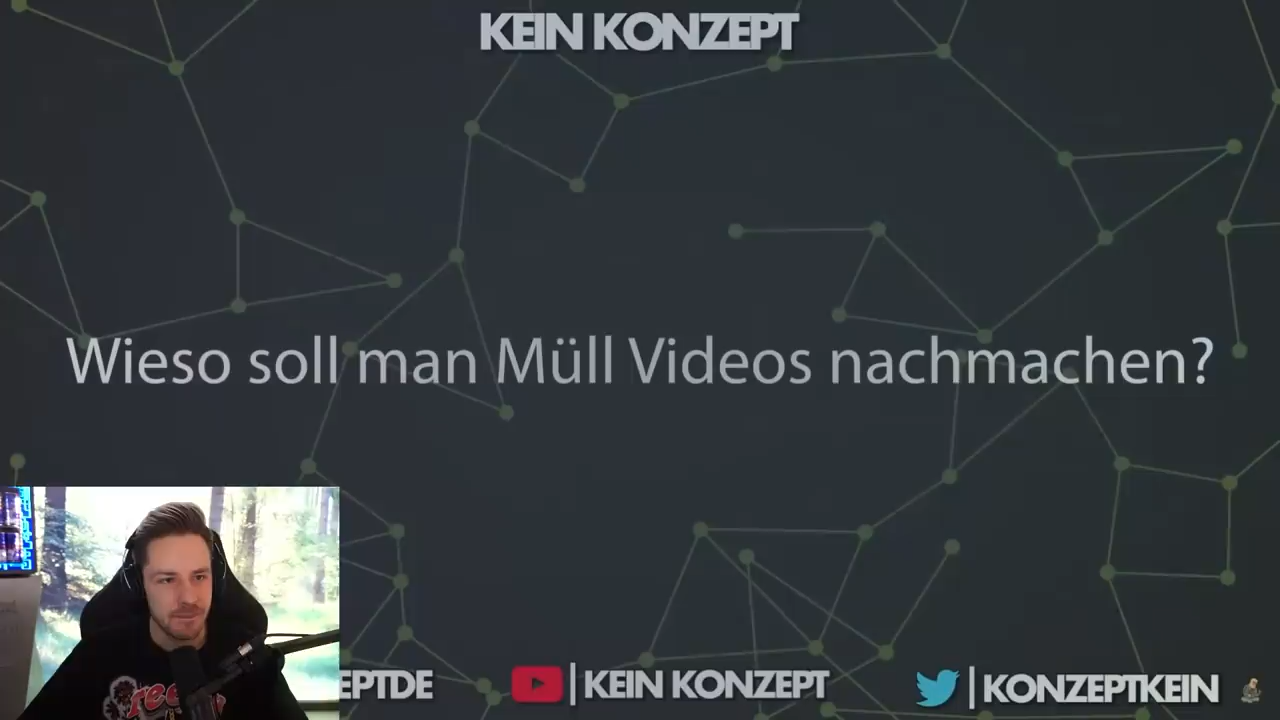 KEIN KONZEPT
Wieso soll man Müll Videos nachmachen?
EPTDE
| KEIN KONZEPT
| KONZEPTKEIN